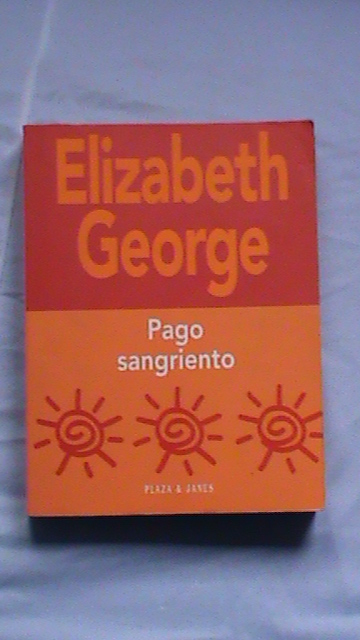 Elizabeth
George
Pago
sangriento
PLAZA & JANES